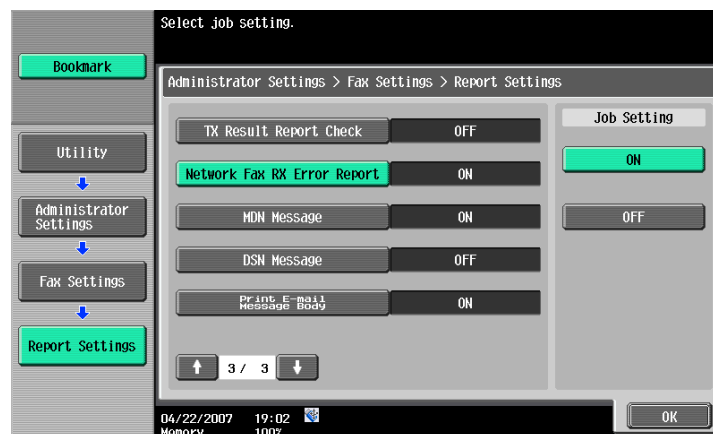 Select job setting.
Bookmark
Administrator Settings > Fax Settings > Report Settings
Utility
Administrator
Settings
Fax Settings
Report Settings
TX Result Report Check OFF
Network Fax RX Error Report ON
MDN Message ON
DSN Message OFF
Print E-mail
Message Body ON
3/ 3
Job Setting
ON
OFF
04/22/2007 19:02
Memory 100%
OK